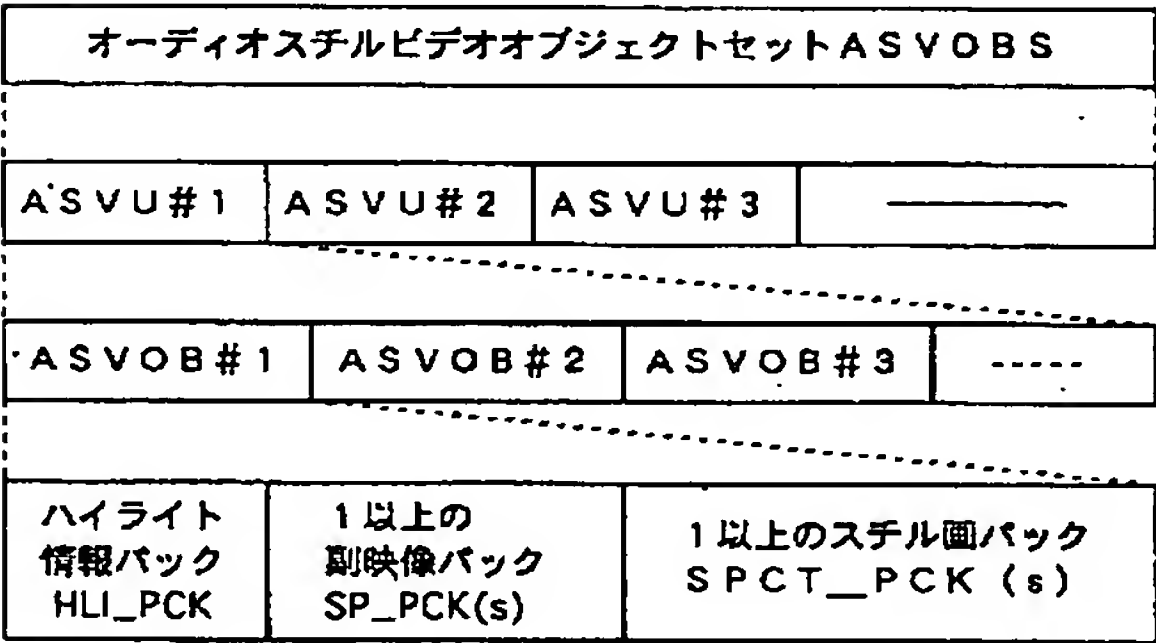 オーディオスチルビデオオブジェクトセットASVOBS
ASVU#1 ASVU#2 ASVU#3
ASVOB#1 ASVOB#2 ASVOB#3
ハイライト
情報パック
HLI_PCK
1以上の
副映像パック
SP_PCK(s)
1以上のスチル画パック
SPCT_PCK (s)